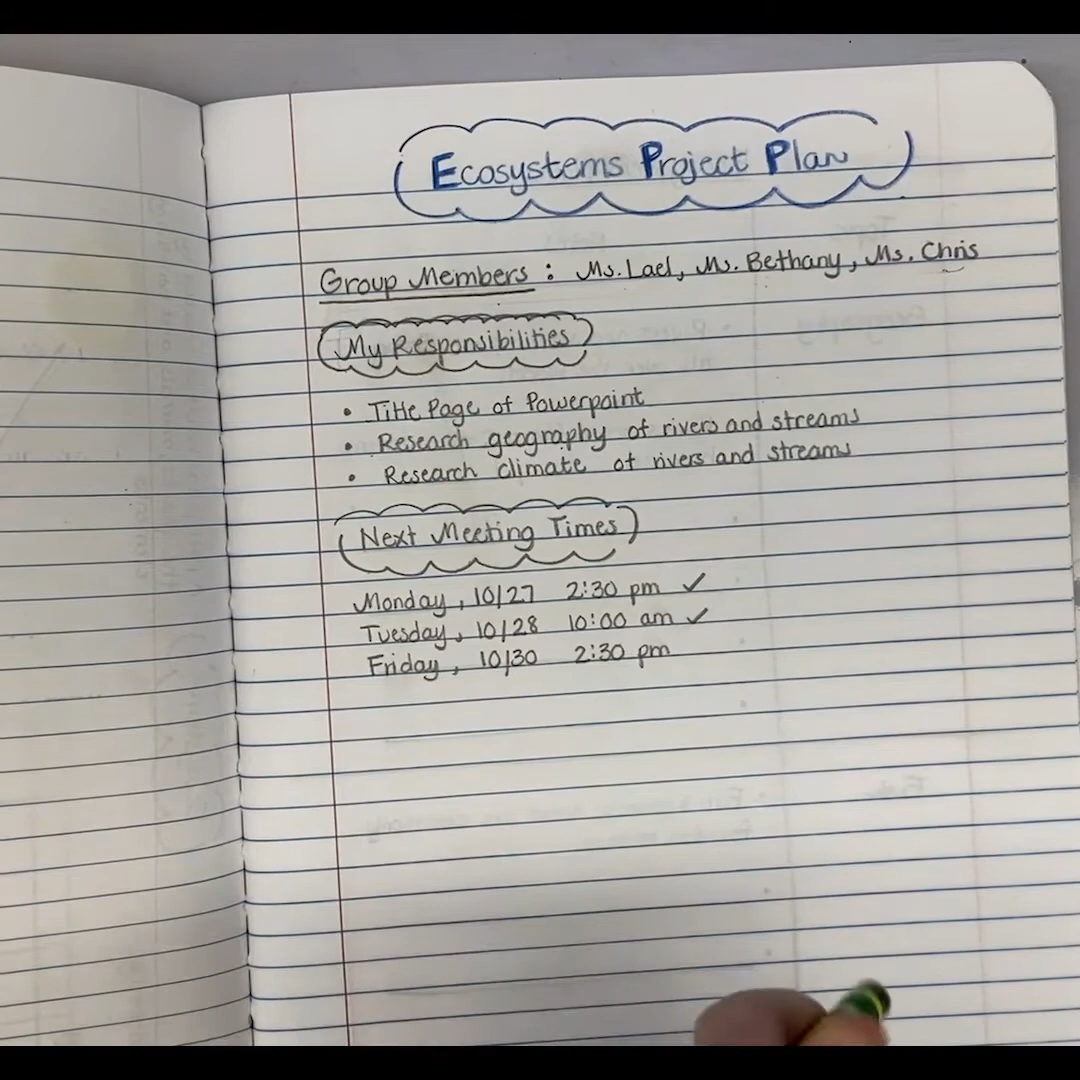 Ecosystems Project Plan
Group Members : Ms. Lael, Ms. Bethany, Ms. Chris
My Responsibilities
• Title Page of Powerpoint
• Research geography of rivers and streams
• Research climate of rivers and streams
Next Meeting Times
Monday, 10/27 2:30 pm ✓
Tuesday, 10/28 10:00 am ✓
Friday, 10/30 2:30 pm